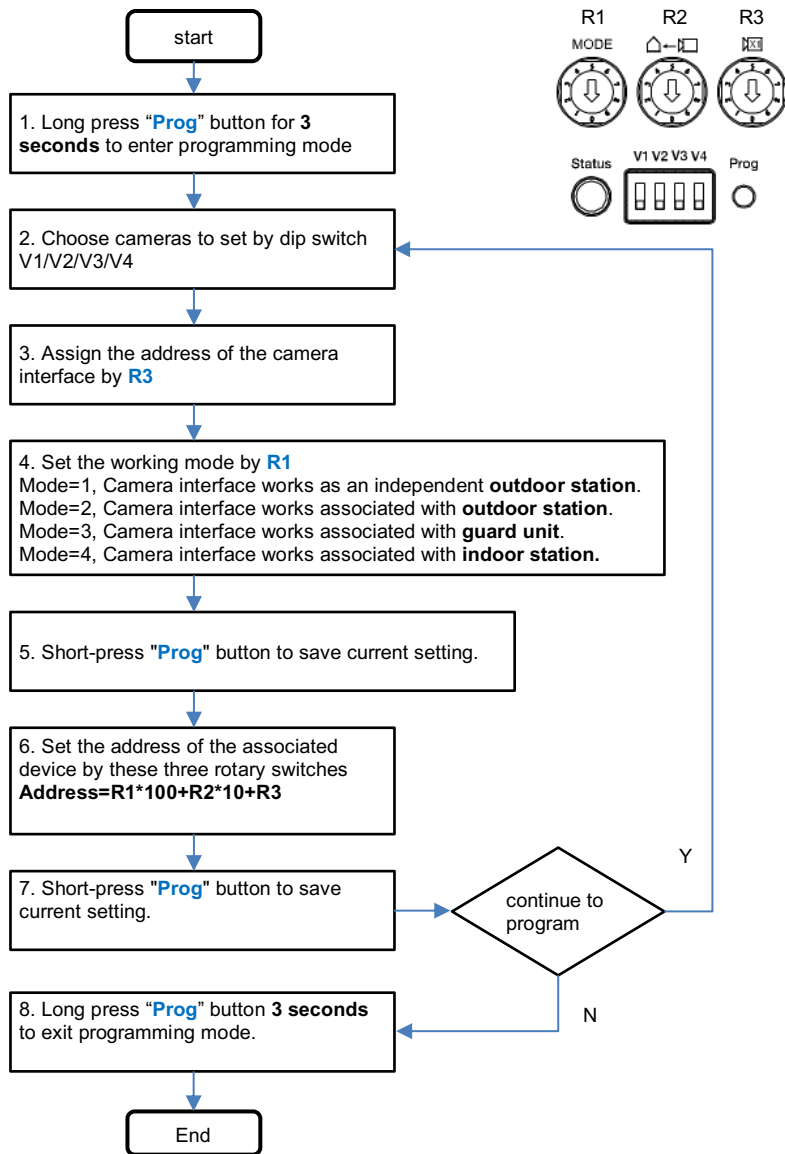 start
R1 R2 R3
MODE
1. Long press “Prog” button for 3
seconds to enter programming mode
Status V1 V2 V3 V4 Prog
2. Choose cameras to set by dip switch
V1/V2/V3/V4
3. Assign the address of the camera
interface by R3
4. Set the working mode by R1
Mode=1, Camera interface works as an independent outdoor station.
Mode=2, Camera interface works associated with outdoor station.
Mode=3, Camera interface works associated with guard unit.
Mode=4, Camera interface works associated with indoor station.
5. Short-press "Prog" button to save current setting.
6. Set the address of the associated
device by these three rotary switches
Address=R1*100+R2*10+R3
7. Short-press "Prog" button to save
current setting.
continue to
program
Y
N
8. Long press “Prog” button 3 seconds
to exit programming mode.
End